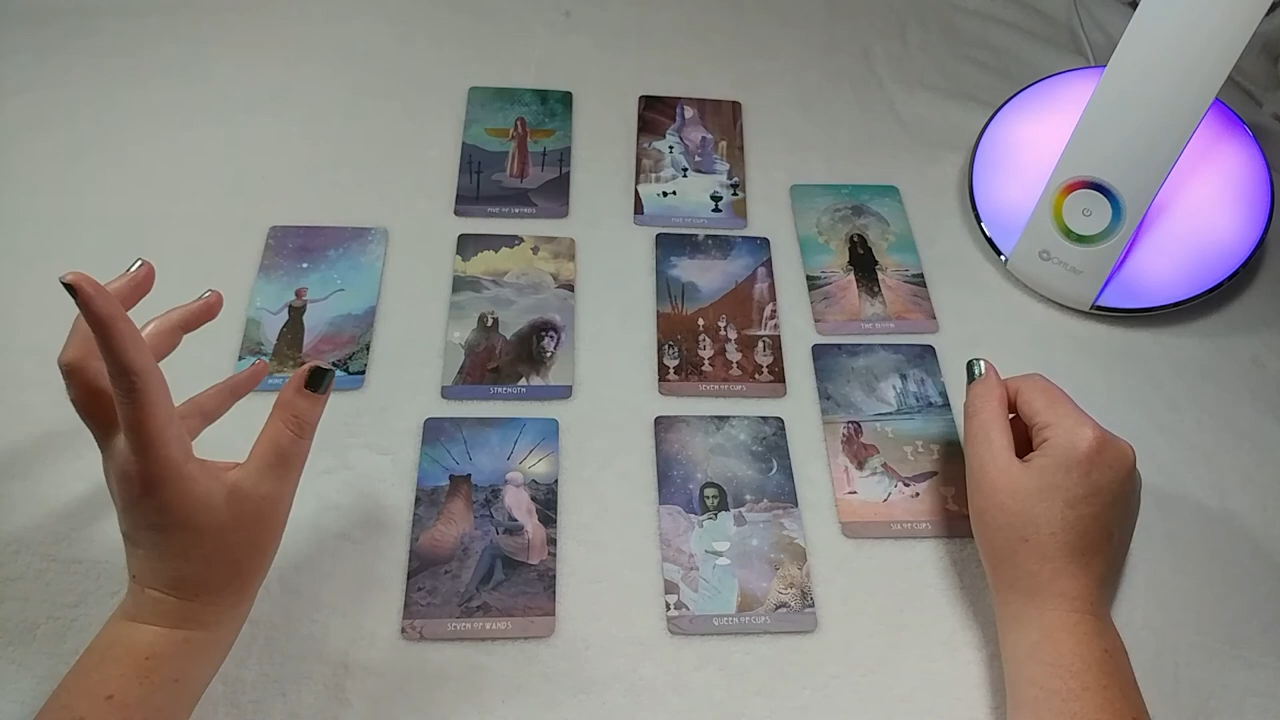 FIVE OF SWORDS
FIVE OF CUPS
THE MOON
STRENGTH
SEVEN OF CUPS
SIX OF CUPS
SEVEN OF WANDS
QUEEN OF CUPS